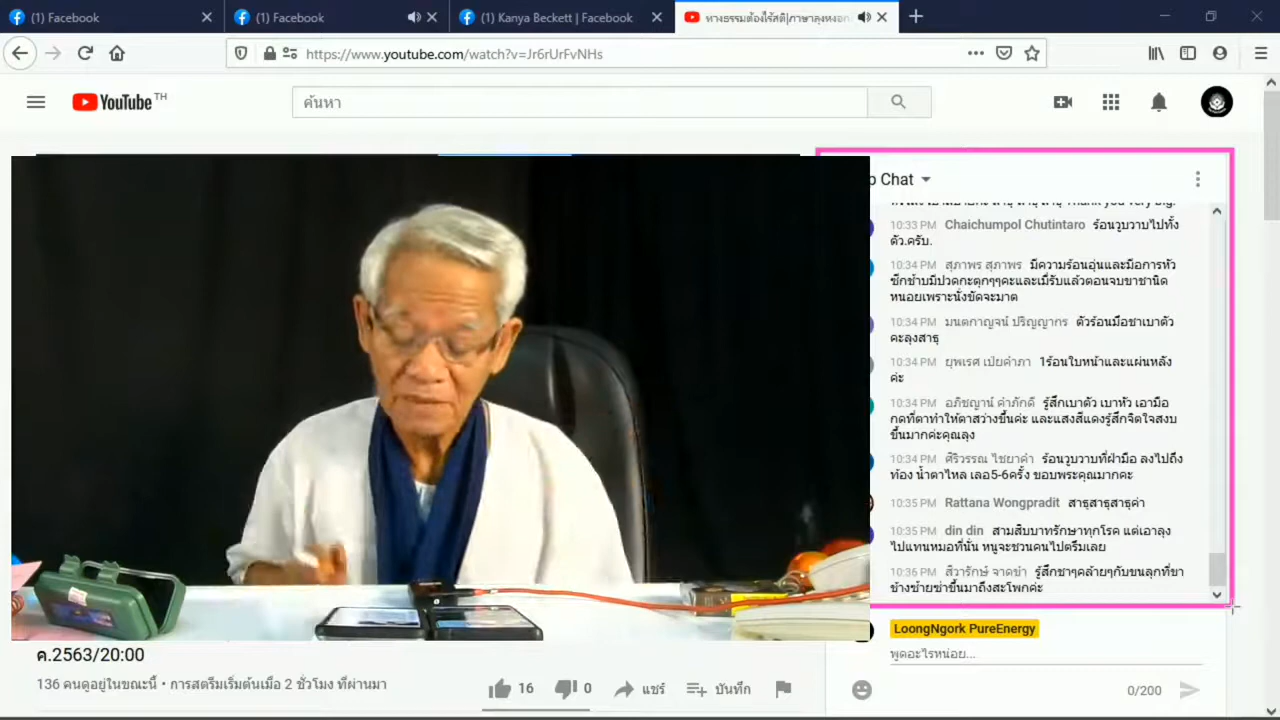 (1) Facebook
(1) Facebook
(1) Kanya Beckett | Facebook
ทางธรรมต้องไร้สติ|ภาษาลุงหงอก
https://www.youtube.com/watch?v=Jr6rUrFvNHs
YouTube TH
ค้นหา
Chat
10:33 PM Chaichumpol Chutintaro ร้อนวูบวาบไปทั้ง
ตัว.ครับ.
10:34 PM สุภาพร สุภาพร มีความร้อนอุ่นและมือการหัว
ซีกซ้ายมีปวดกะตุกๆๆคะและเมื่รับแล้วตอนจบขาชานิด
หนอยเพราะนั่งขัดจะมาด
10:34 PM มนตกาญจน์ ปริญญากร ตัวร้อนมือชาเบาตัว
คะลุงสาธุ
10:34 PM ยุพเรศ เปี่ยคำภา 1ร้อนใบหน้าและแผ่นหลัง
ค่ะ
10:34 PM อภิชญาน์ คำภักดี รู้สึกเบาตัว เบาหัว เอามือ
กดที่ตาทำให้ตาสว่างขึ้นค่ะ และแสงสีแดงรู้สึกจิตใจสงบ
ขึ้นมากค่ะคุณลุง
10:34 PM ศิริวรรณ ไชยาคำ ร้อนวูบวาบที่ฝ่ามือ ลงไปถึง
ท้อง น้ำตาไหล เลอ5-6ครั้ง ขอบพระคุณมากคะ
10:35 PM Rattana Wongpradit สาธุสาธุสาธุค่า
10:35 PM din din สามสิบบาทรักษาทุกโรค แต่เอาลุง
ไปแทนหมอที่นั่น หนูจะชวนคนไปตรึมเลย
10:36 PM สีวารักษ์ จาดข่า รู้สึกชาๆคล้ายๆกับขนลุกที่ขา
ข้างซ้ายซ่าขึ้นมาถึงสะโพกค่ะ
LoongNgork PureEnergy
พูดอะไรหน่อย...
0/200
ค.2563/20:00
136 คนดูอยู่ในขณะนี้ • การสตรีมเริ่มต้นเมื่อ 2 ชั่วโมง ที่ผ่านมา
16
0
แชร์
บันทึก